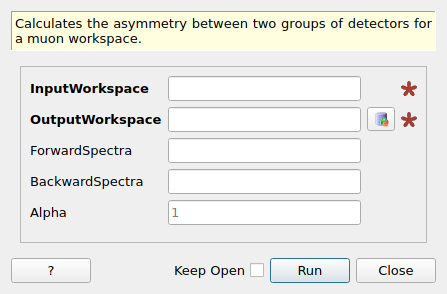 Calculates the asymmetry between two groups of detectors for
a muon workspace.
InputWorkspace
OutputWorkspace
ForwardSpectra
BackwardSpectra
Alpha 1
? Keep Open Run Close